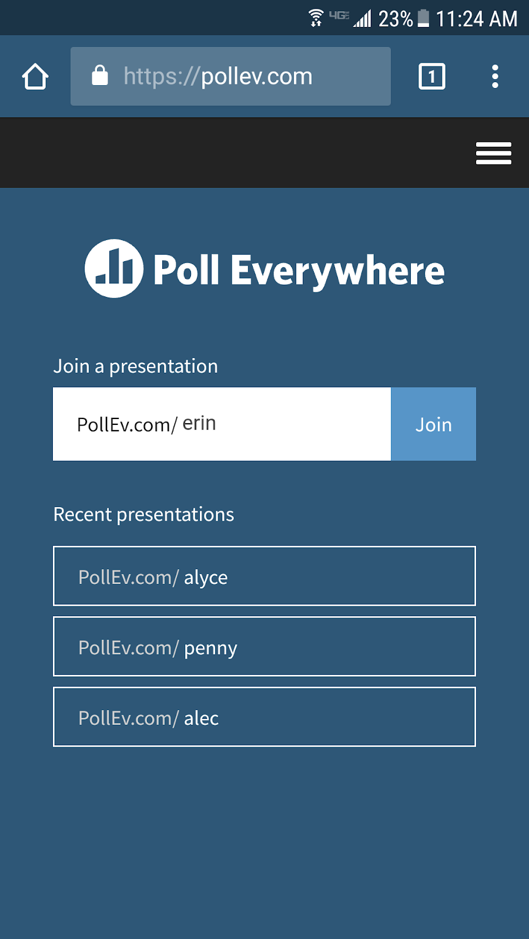 4G 23% 11:24 AM
https://pollev.com 1
Poll Everywhere
Join a presentation
PollEv.com/ erin Join
Recent presentations
PollEv.com/ alyce
PollEv.com/ penny
PollEv.com/ alec